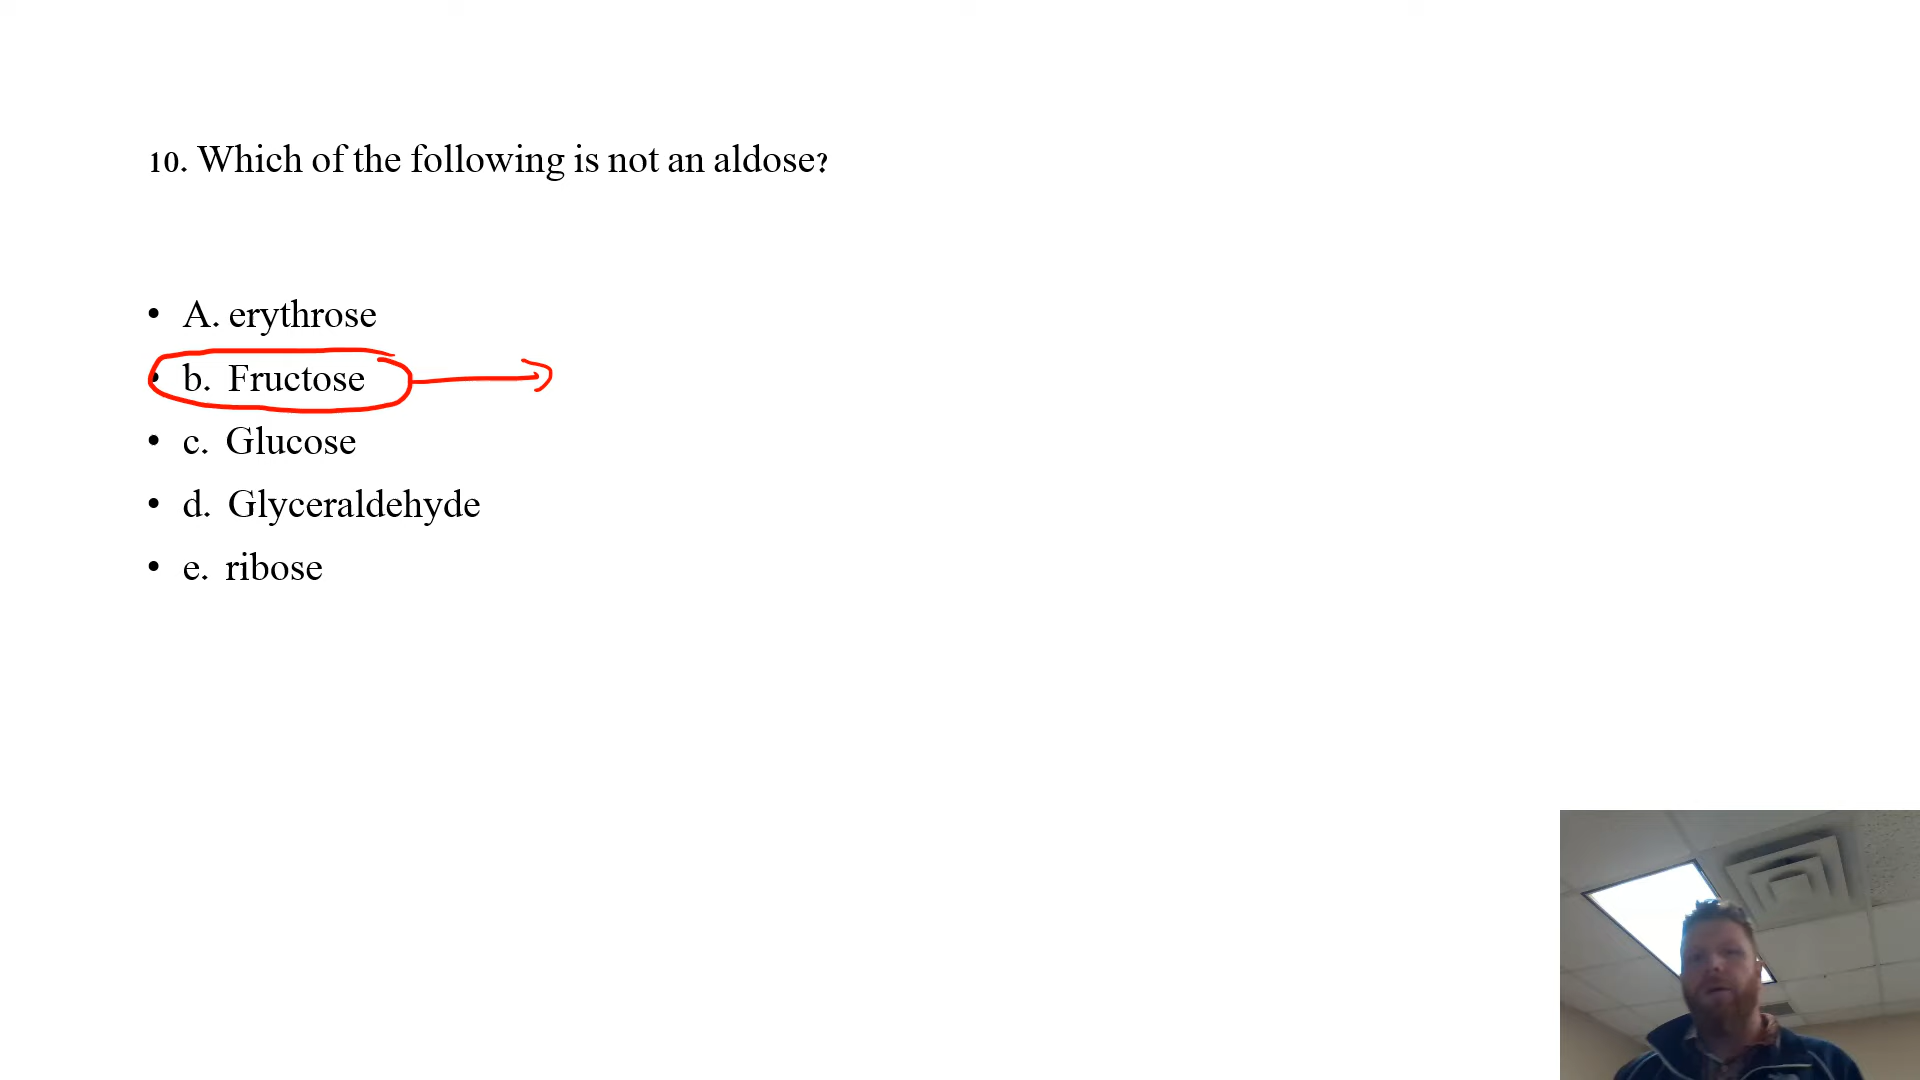 10. Which of the following is not an aldose?
• A. erythrose
• b. Fructose
• c. Glucose
• d. Glyceraldehyde
• e. ribose